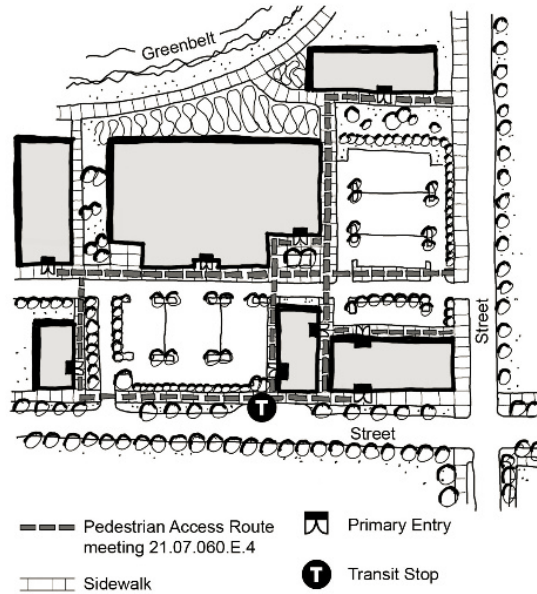 Greenbelt
Street
Street
T
Pedestrian Access Route
meeting 21.07.060.E.4
Primary Entry
Sidewalk
T
Transit Stop